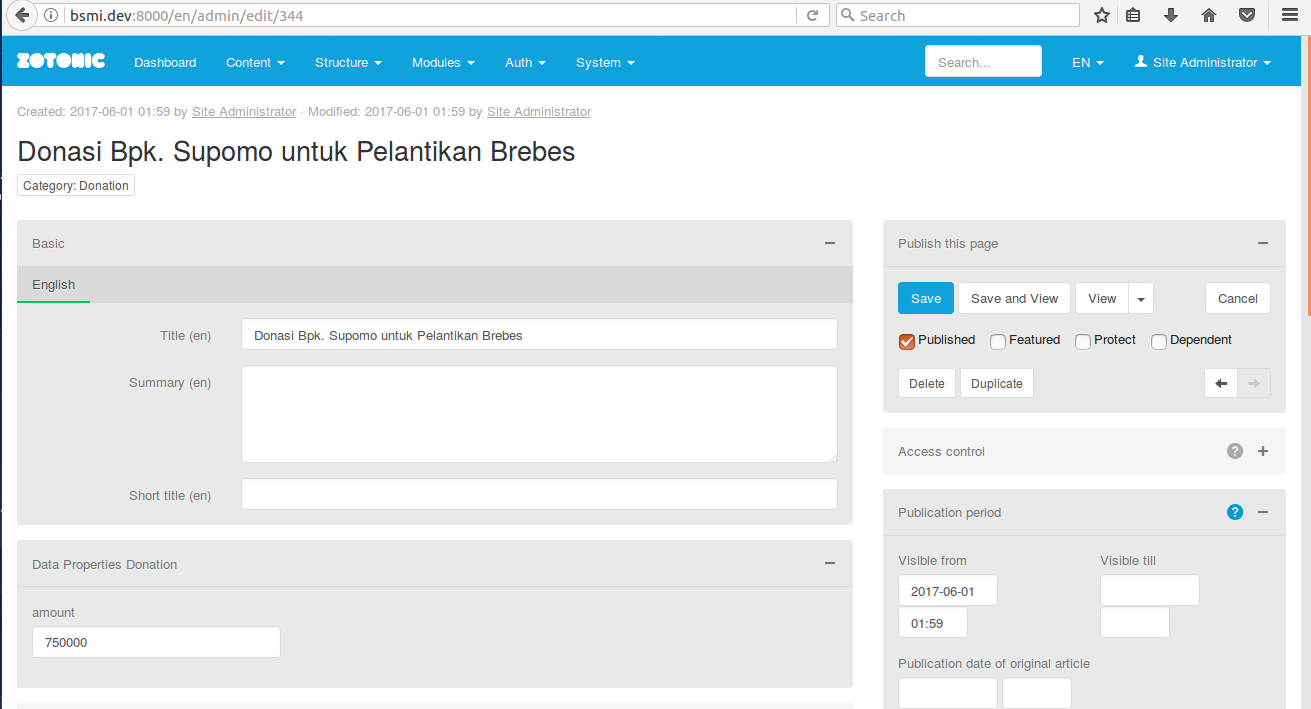 bsmi.dev:8000/en/admin/edit/344
Search
ZOTONIC
Dashboard
Content
Structure
Modules
Auth
System
Search...
EN
Site Administrator
Created: 2017-06-01 01:59 by Site Administrator · Modified: 2017-06-01 01:59 by Site Administrator
Donasi Bpk. Supomo untuk Pelantikan Brebes
Category: Donation
Basic
English
Title (en)
Donasi Bpk. Supomo untuk Pelantikan Brebes
Summary (en)
Short title (en)
Data Properties Donation
amount
750000
Publish this page
Save
Save and View
View
Cancel
Published
Featured
Protect
Dependent
Delete
Duplicate
Access control
?
Publication period
?
Visible from
Visible till
2017-06-01
01:59
Publication date of original article